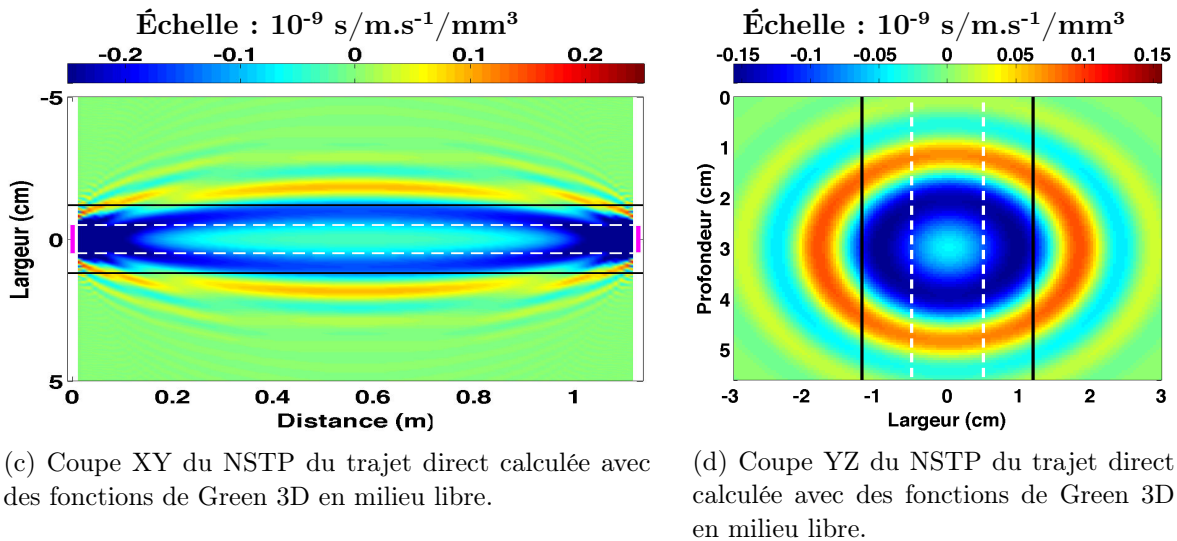 Échelle : 10⁻⁹ s/m.s⁻¹/mm³
-0.2 -0.1 0 0.1 0.2
-5
0
5
Largeur (cm)
0 0.2 0.4 0.6 0.8 1
Distance (m)
(c) Coupe XY du NSTP du trajet direct calculée avec
des fonctions de Green 3D en milieu libre.
Échelle : 10⁻⁹ s/m.s⁻¹/mm³
-0.15 -0.1 -0.05 0 0.05 0.1 0.15
0
1
2
3
4
5
Profondeur (cm)
-3 -2 -1 0 1 2 3
Largeur (cm)
(d) Coupe YZ du NSTP du trajet direct
calculée avec des fonctions de Green 3D
en milieu libre.